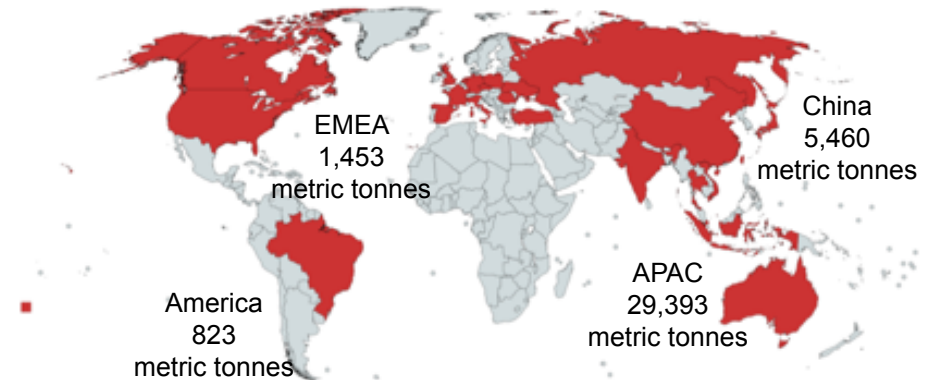 EMEA
1,453
metric tonnes
China
5,460
metric tonnes
America
823
metric tonnes
APAC
29,393
metric tonnes